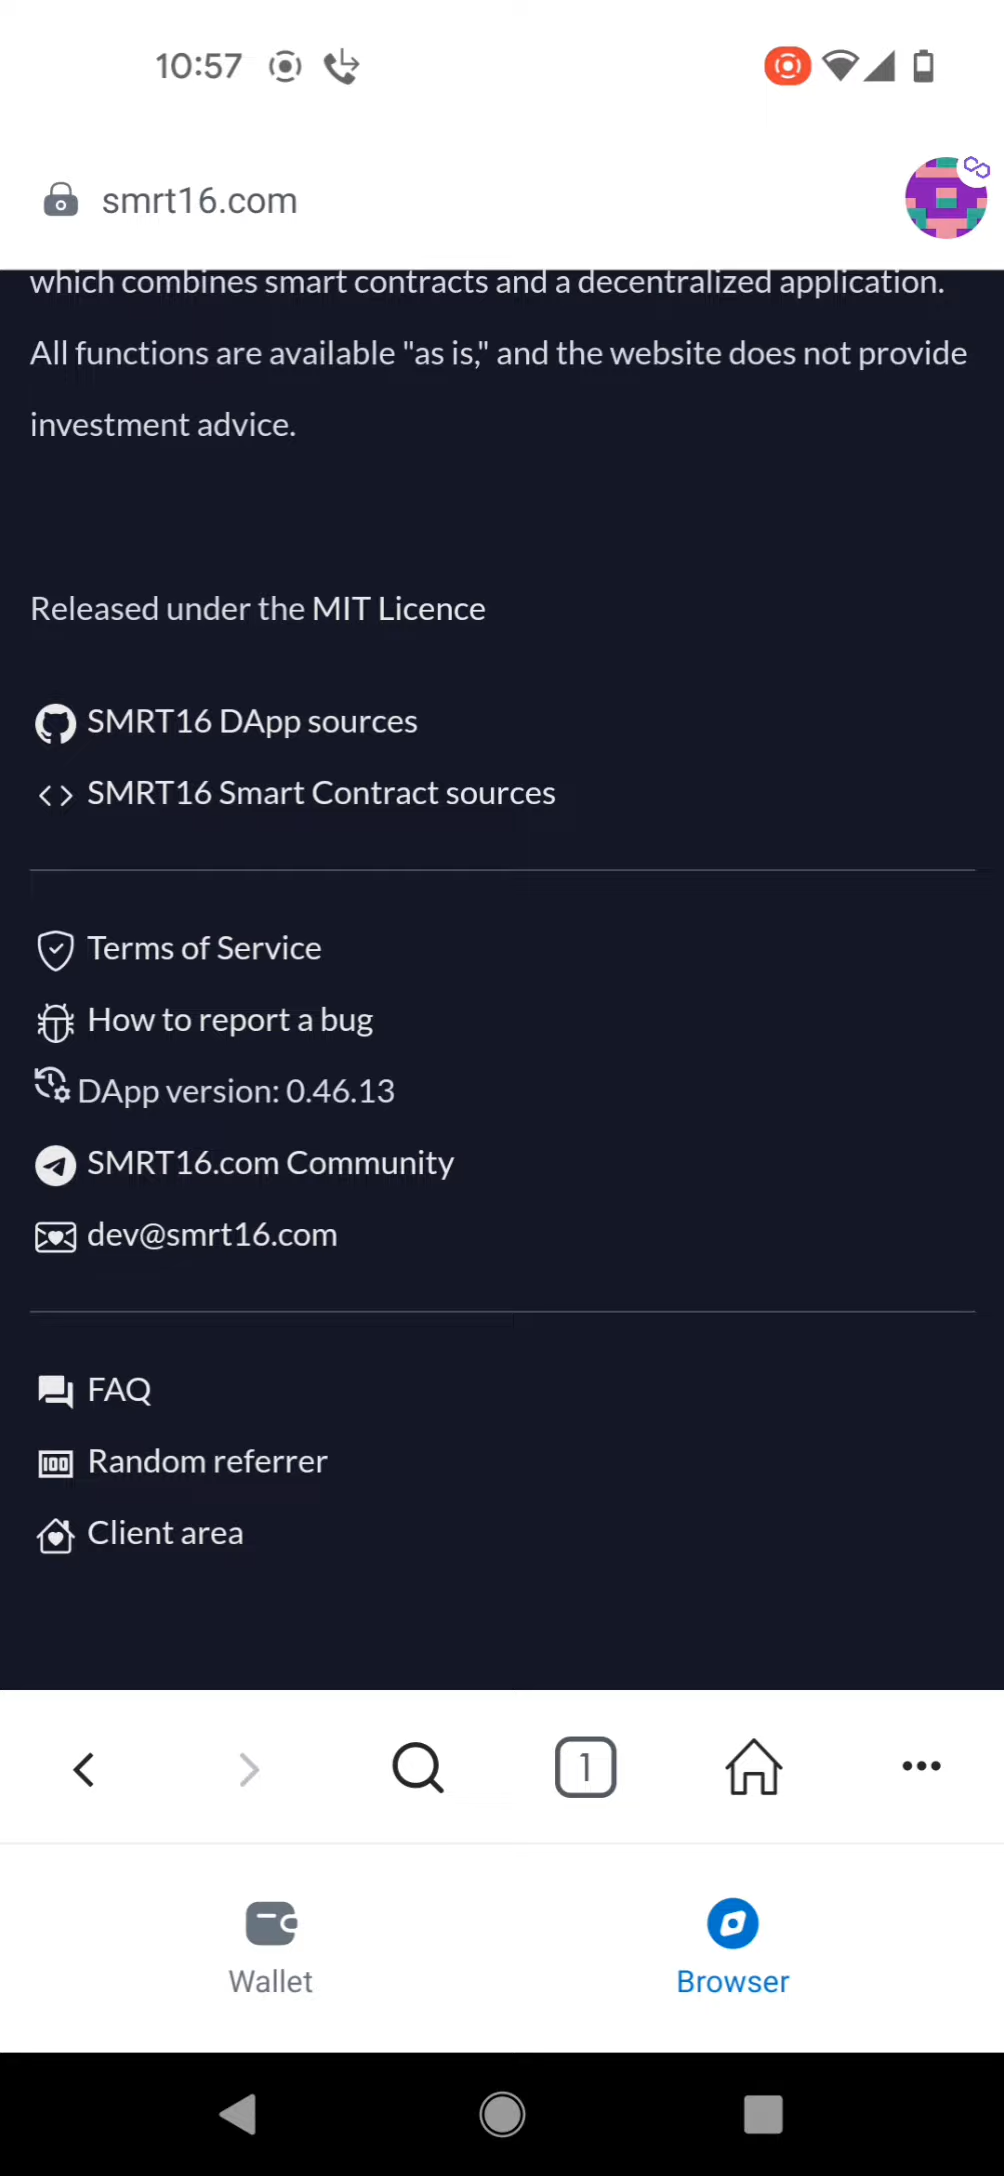 10:57
smrt16.com
which combines smart contracts and a decentralized application.
All functions are available "as is," and the website does not provide
investment advice.
Released under the MIT Licence
SMRT16 DApp sources
SMRT16 Smart Contract sources
Terms of Service
How to report a bug
DApp version: 0.46.13
SMRT16.com Community
dev@smrt16.com
FAQ
100 Random referrer
Client area
1
Wallet
Browser